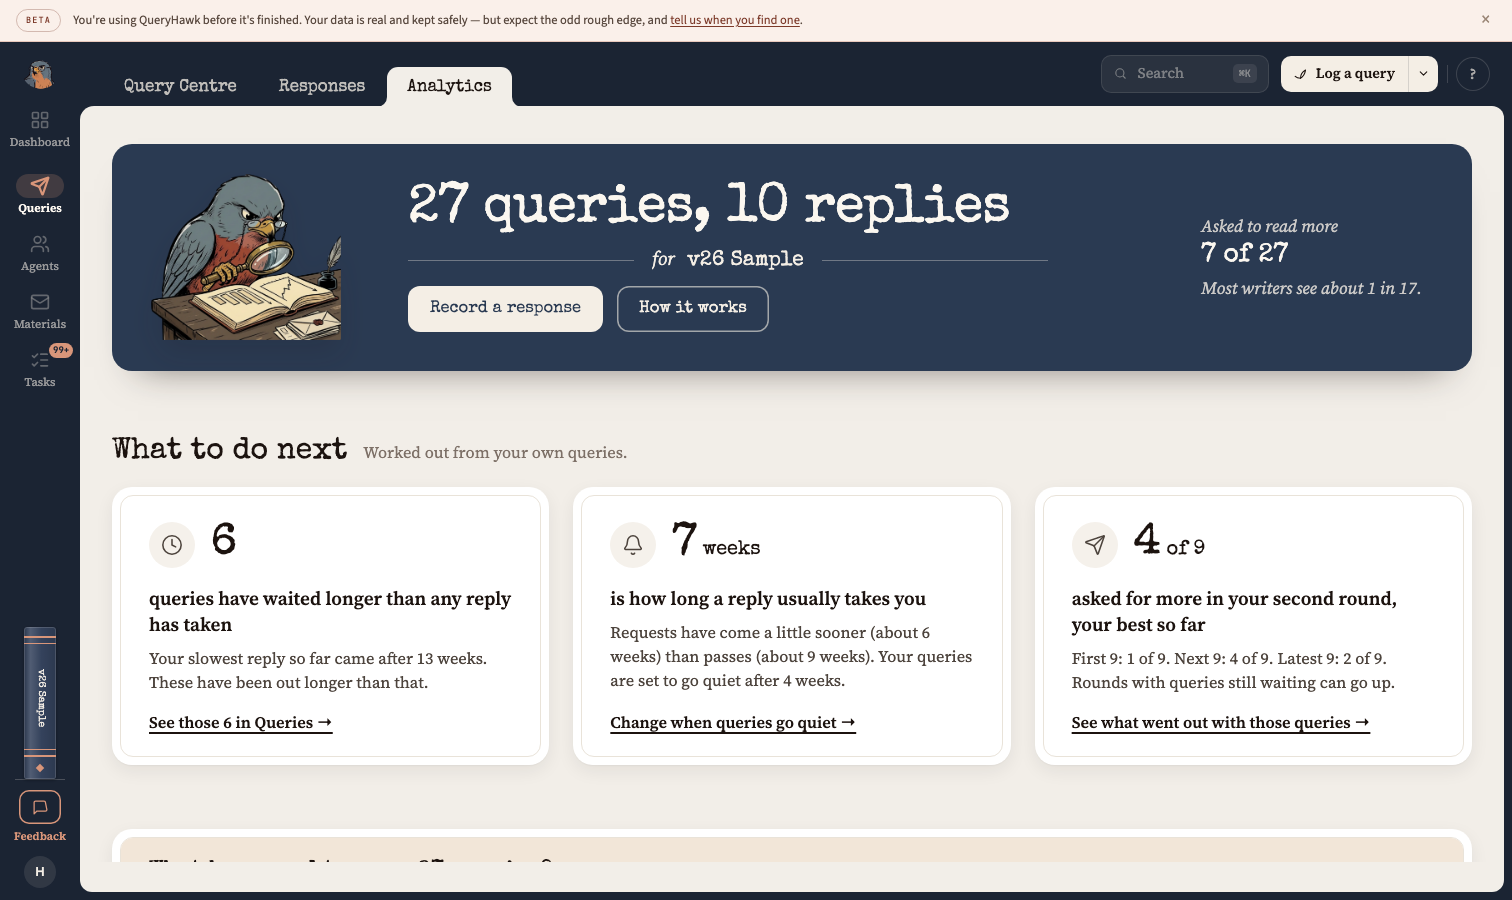 BETA
You're using QueryHawk before it's finished. Your data is real and kept safely — but expect the odd rough edge, and tell us when you find one.
×
Query Centre
Responses
Analytics
Search
⌘K
Log a query
?
Dashboard
Queries
Agents
Materials
99+
Tasks
v26 Sample
Feedback
H
27 queries, 10 replies
for v26 Sample
Record a response
How it works
Asked to read more
7 of 27
Most writers see about 1 in 17.
What to do next
Worked out from your own queries.
6
queries have waited longer than any reply
has taken
Your slowest reply so far came after 13 weeks.
These have been out longer than that.
See those 6 in Queries →
7 weeks
is how long a reply usually takes you
Requests have come a little sooner (about 6
weeks) than passes (about 9 weeks). Your queries
are set to go quiet after 4 weeks.
Change when queries go quiet →
4 of 9
asked for more in your second round,
your best so far
First 9: 1 of 9. Next 9: 4 of 9. Latest 9: 2 of 9.
Rounds with queries still waiting can go up.
See what went out with those queries →